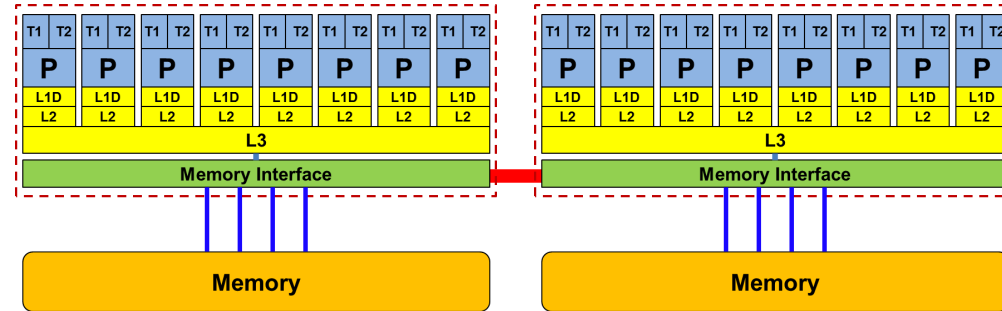 T1 T2 T1 T2 T1 T2 T1 T2 T1 T2 T1 T2 T1 T2 T1 T2
P P P P P P P P
L1D L1D L1D L1D L1D L1D L1D L1D
L2 L2 L2 L2 L2 L2 L2 L2
L3
Memory Interface
Memory
T1 T2 T1 T2 T1 T2 T1 T2 T1 T2 T1 T2 T1 T2 T1 T2
P P P P P P P P
L1D L1D L1D L1D L1D L1D L1D L1D
L2 L2 L2 L2 L2 L2 L2 L2
L3
Memory Interface
Memory